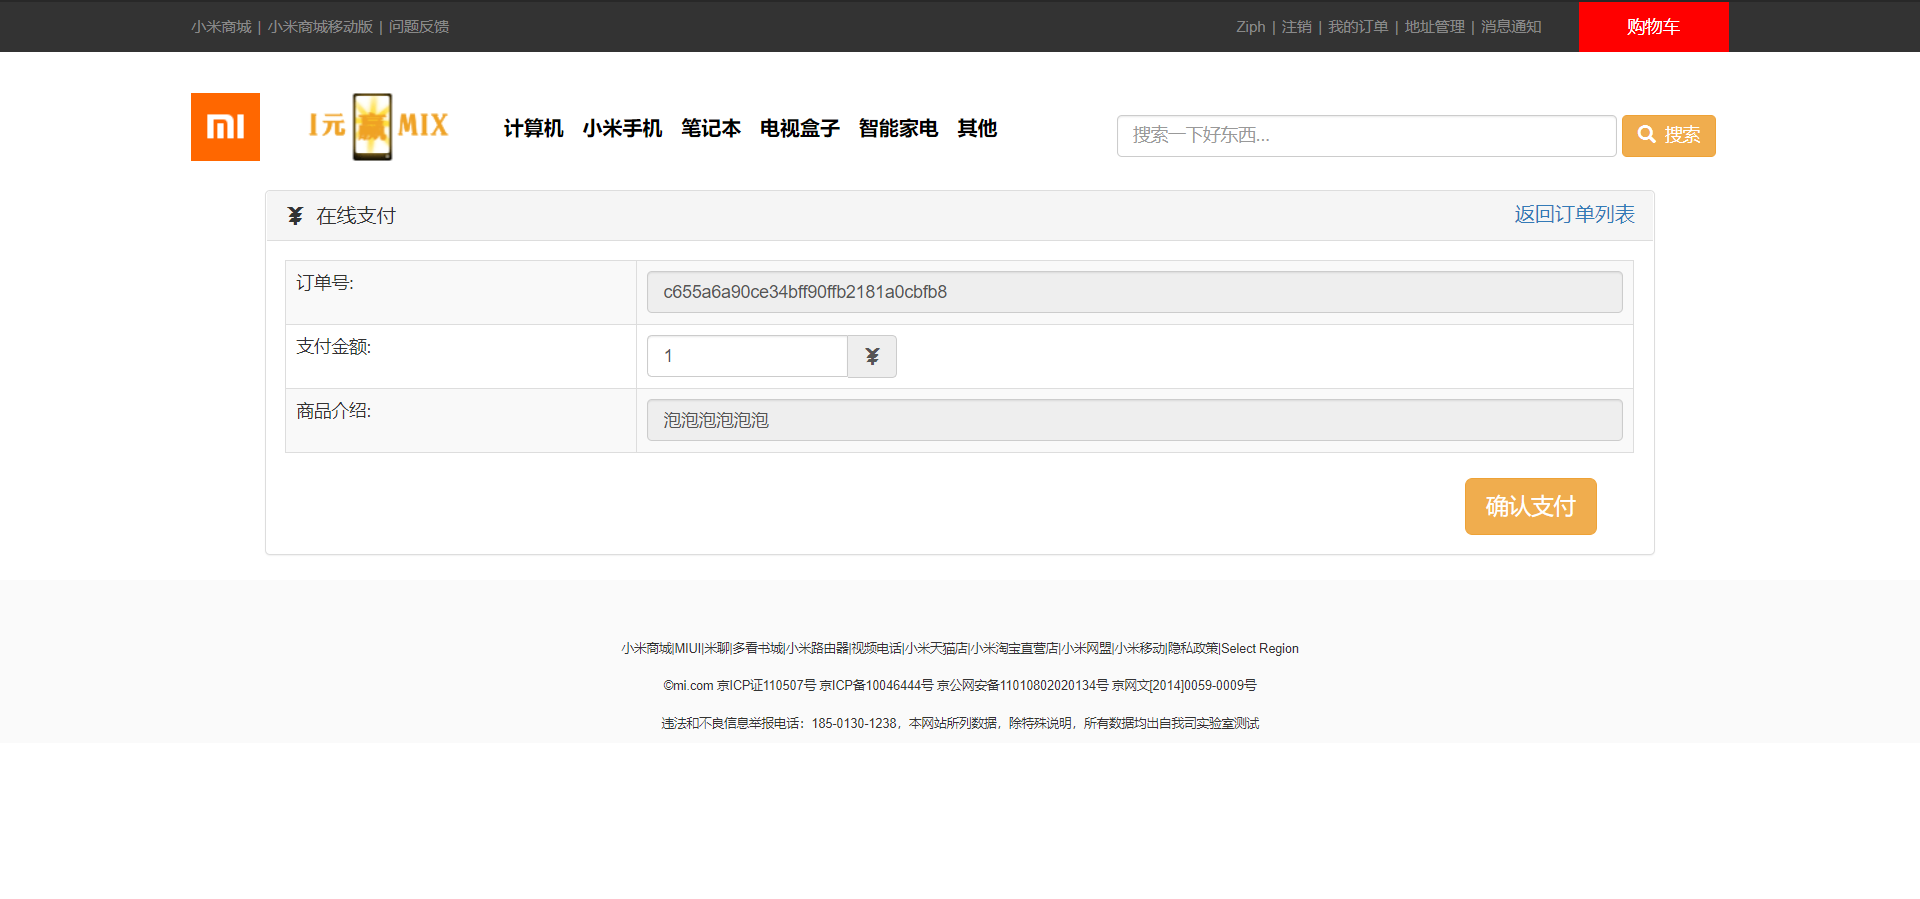 小米商城 | 小米商城移动版 | 问题反馈
Ziph | 注销 | 我的订单 | 地址管理 | 消息通知
购物车
1元赢MIX
计算机 小米手机 笔记本 电视盒子 智能家电 其他
搜索一下好东西...
搜索
¥ 在线支付
返回订单列表
订单号:
c655a6a90ce34bff90ffb2181a0cbfb8
支付金额:
1 ¥
商品介绍:
泡泡泡泡泡泡
确认支付
小米商城|MIUI|米聊|多看书城|小米路由器|视频电话|小米天猫店|小米淘宝直营店|小米网盟|小米移动|隐私政策|Select Region
©mi.com 京ICP证110507号 京ICP备10046444号 京公网安备11010802020134号 京网文[2014]0059-0009号
违法和不良信息举报电话：185-0130-1238，本网站所列数据，除特殊说明，所有数据均出自我司实验室测试